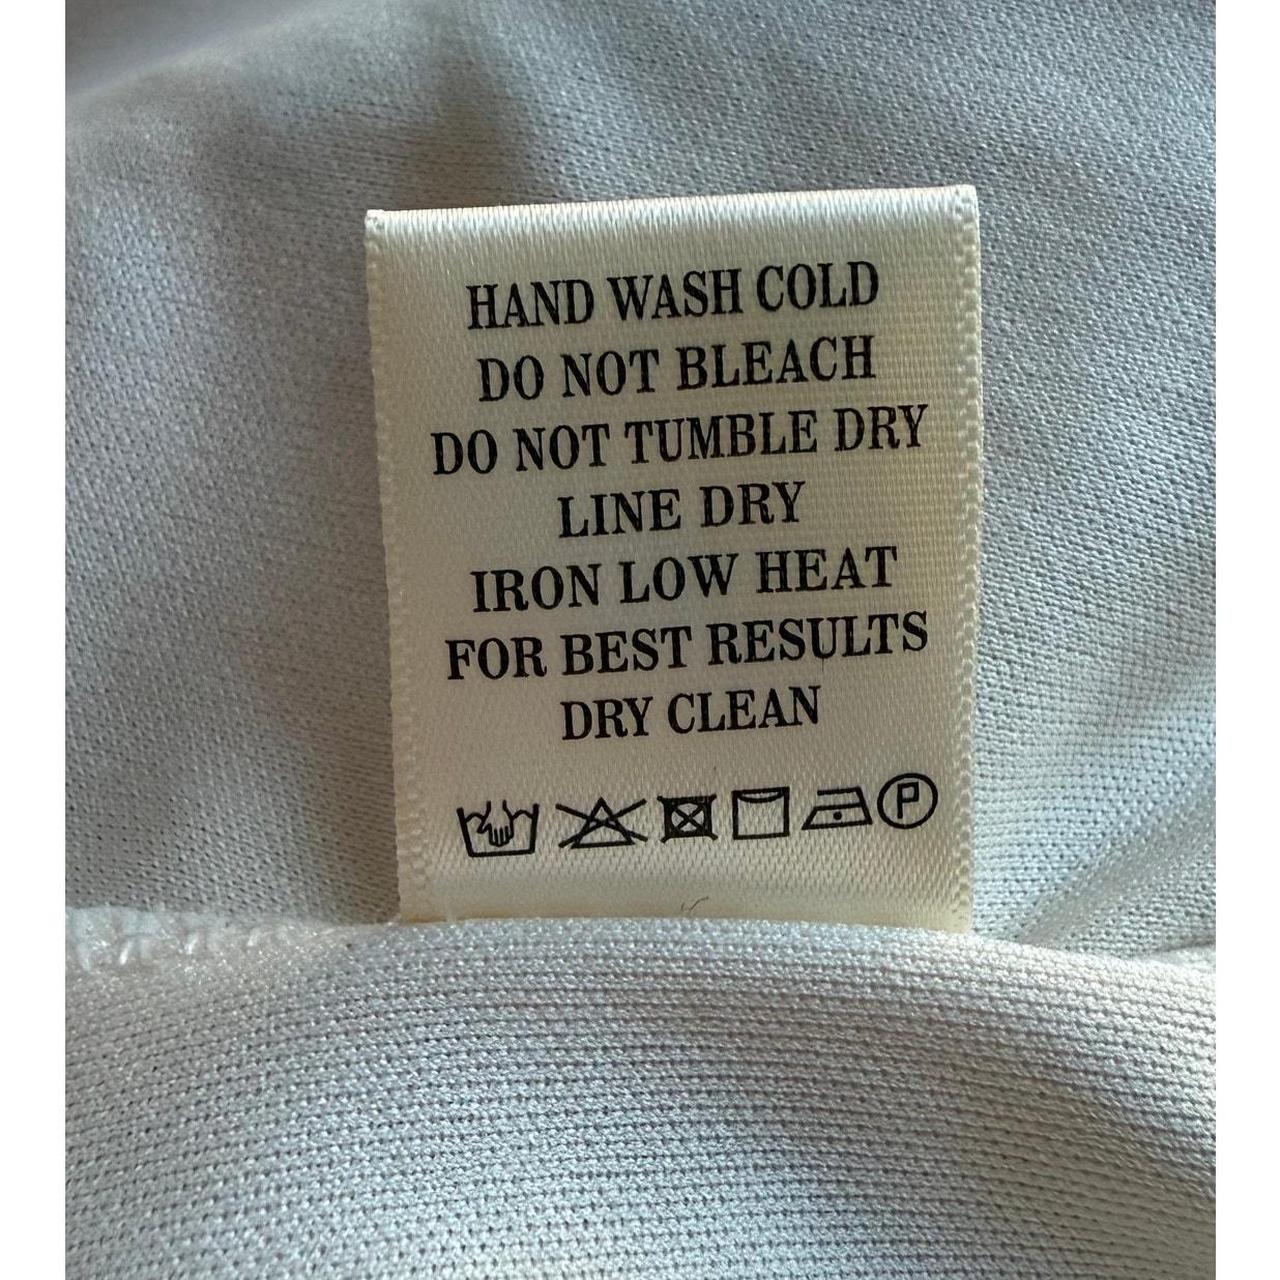 HAND WASH COLD
DO NOT BLEACH
DO NOT TUMBLE DRY
LINE DRY
IRON LOW HEAT
FOR BEST RESULTS
DRY CLEAN
P